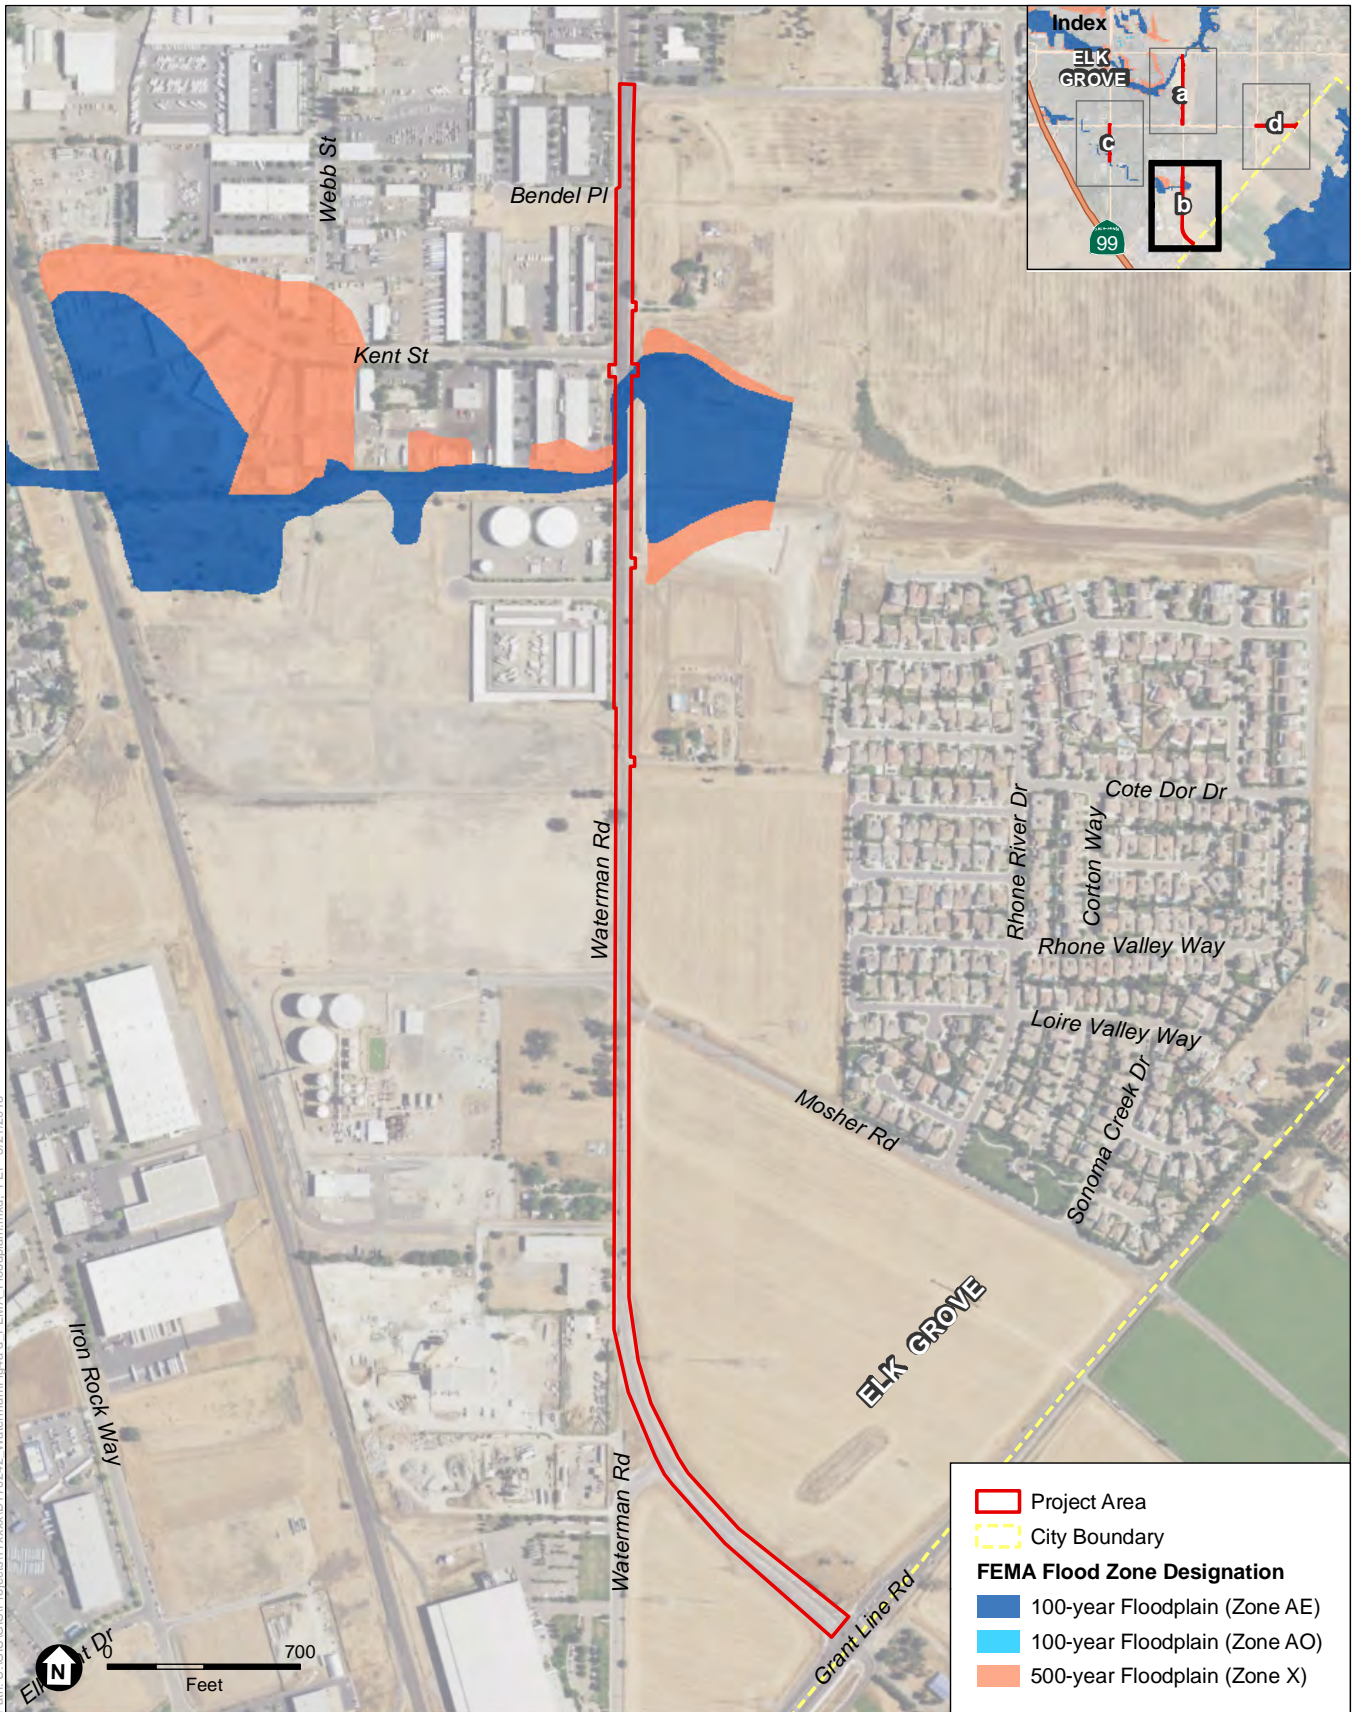 Index
ELK
GROVE
a
d
c
b
99
Webb St
Bendel Pl
Kent St
Cote Dor Dr
Rhone River Dr
Corton Way
Waterman Rd
Rhone Valley Way
Loire Valley Way
Mosher Rd
Sonoma Creek Dr
ELK GROVE
Iron Rock Way
Waterman Rd
Grant Line Rd
N
0 700
Feet
Project Area
City Boundary
FEMA Flood Zone Designation
100-year Floodplain (Zone AE)
100-year Floodplain (Zone AO)
500-year Floodplain (Zone X)